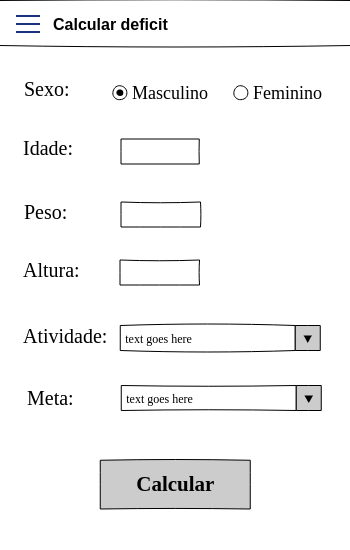 Calcular deficit
Sexo: Masculino Feminino
Idade:
Peso:
Altura:
Atividade: text goes here
Meta: text goes here
Calcular